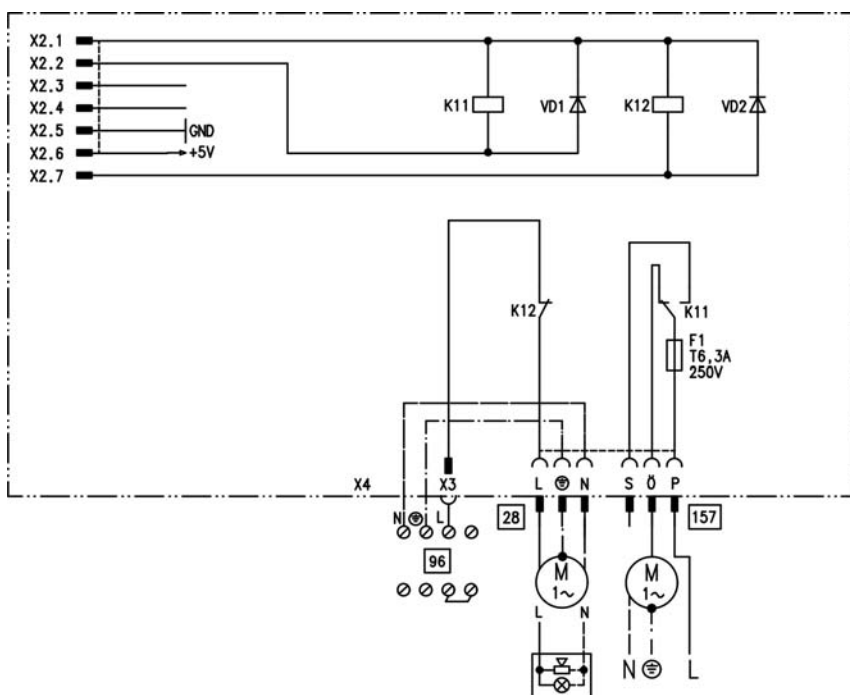 X2.1
X2.2
X2.3
X2.4
X2.5 GND
X2.6 +5V
X2.7
K11 VD1 K12 VD2
K12 K11
F1
T6,3A
250V
X4 X3 L N S Ö P
N L 28 157
96
M M
1~ 1~
L N
N L